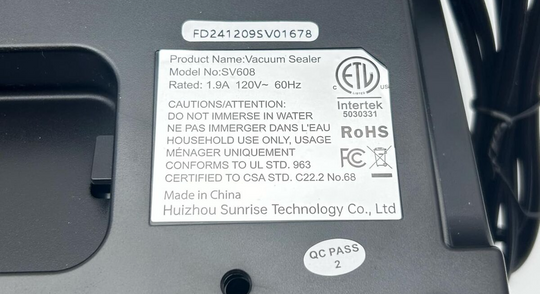 FD241209SV01678
Product Name:Vacuum Sealer
Model No:SV608
Rated: 1.9A 120V~ 60Hz
CAUTIONS/ATTENTION:
DO NOT IMMERSE IN WATER
NE PAS IMMERGER DANS L'EAU
HOUSEHOLD USE ONLY, USAGE
MÉNAGER UNIQUEMENT
CONFORMS TO UL STD. 963
CERTIFIED TO CSA STD. C22.2 No.68
Made in China
Huizhou Sunrise Technology Co., Ltd
ETL
C US
Intertek
5030331
RoHS
FC
QC PASS
2